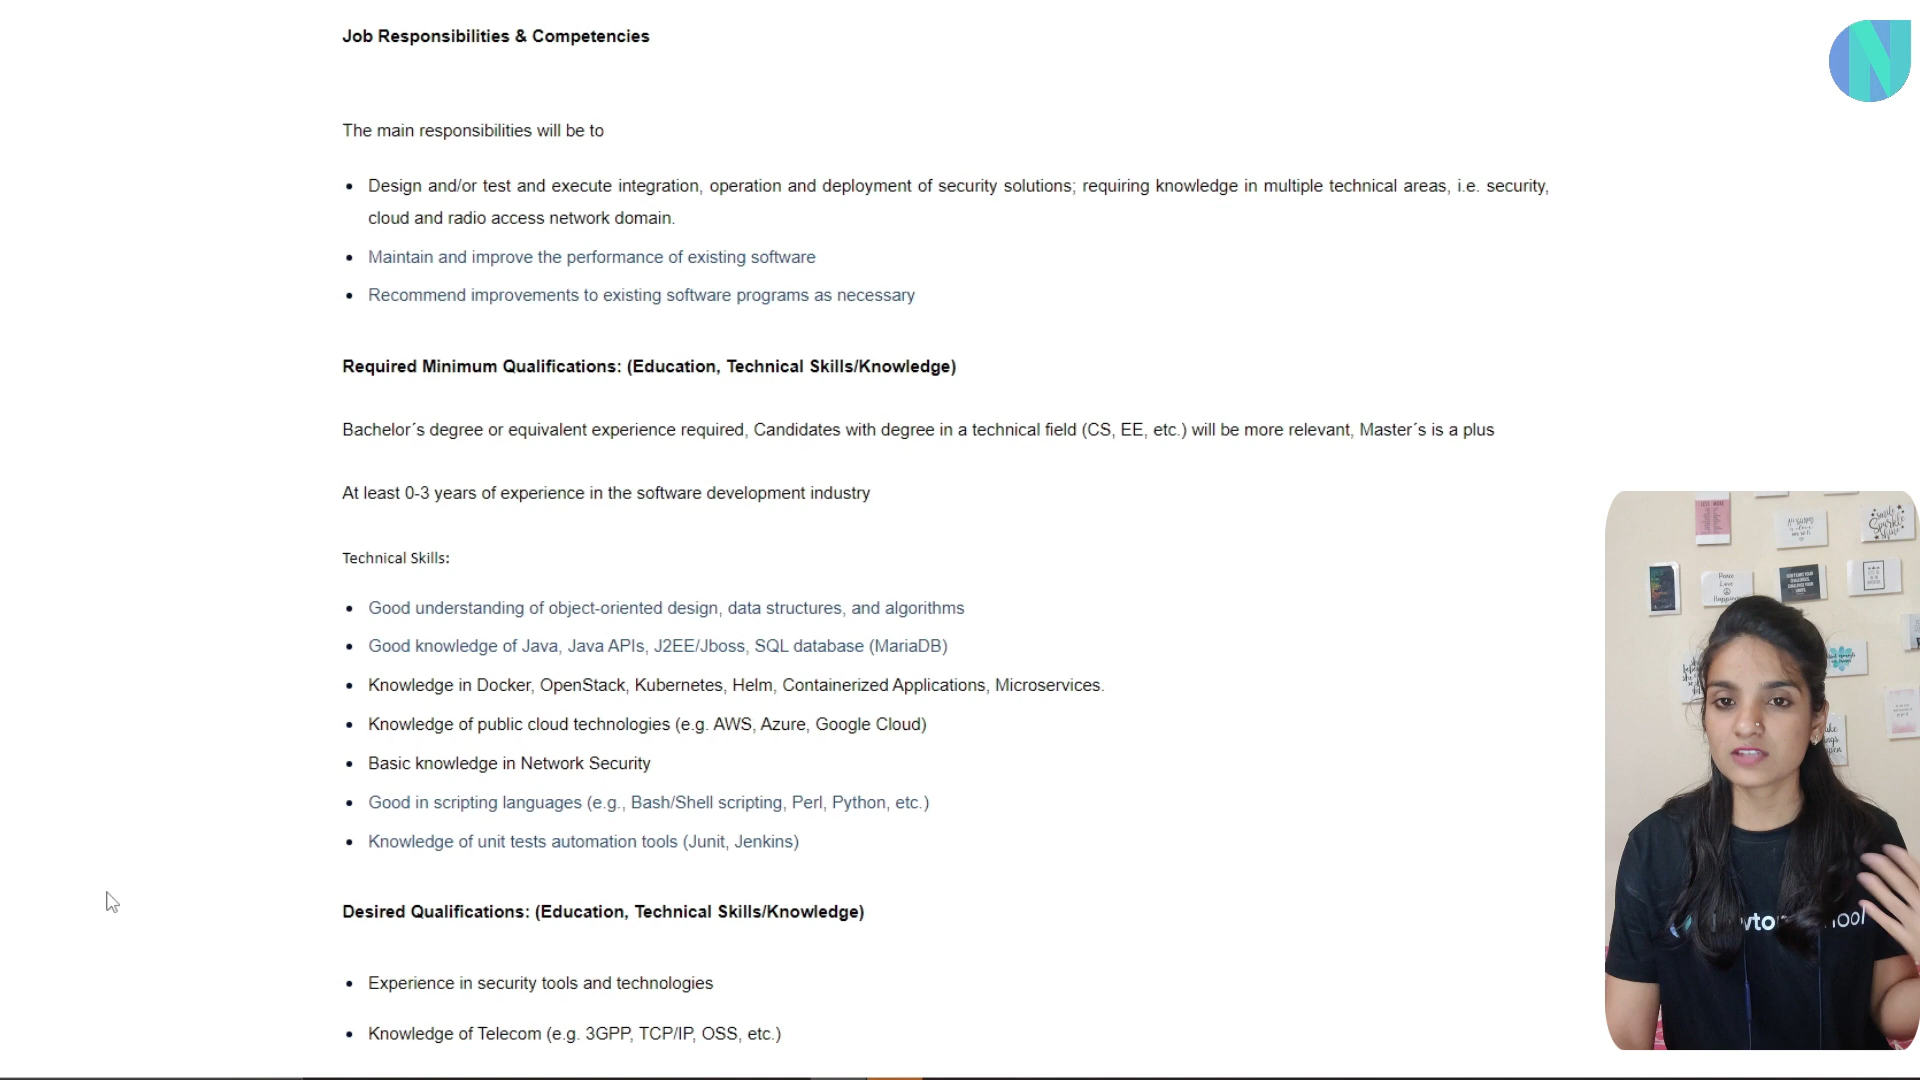 Job Responsibilities & Competencies
The main responsibilities will be to
Design and/or test and execute integration, operation and deployment of security solutions; requiring knowledge in multiple technical areas, i.e. security,
cloud and radio access network domain.
Maintain and improve the performance of existing software
Recommend improvements to existing software programs as necessary
Required Minimum Qualifications: (Education, Technical Skills/Knowledge)
Bachelor´s degree or equivalent experience required, Candidates with degree in a technical field (CS, EE, etc.) will be more relevant, Master´s is a plus
At least 0-3 years of experience in the software development industry
Technical Skills:
Good understanding of object-oriented design, data structures, and algorithms
Good knowledge of Java, Java APIs, J2EE/Jboss, SQL database (MariaDB)
Knowledge in Docker, OpenStack, Kubernetes, Helm, Containerized Applications, Microservices.
Knowledge of public cloud technologies (e.g. AWS, Azure, Google Cloud)
Basic knowledge in Network Security
Good in scripting languages (e.g., Bash/Shell scripting, Perl, Python, etc.)
Knowledge of unit tests automation tools (Junit, Jenkins)
Desired Qualifications: (Education, Technical Skills/Knowledge)
Experience in security tools and technologies
Knowledge of Telecom (e.g. 3GPP, TCP/IP, OSS, etc.)